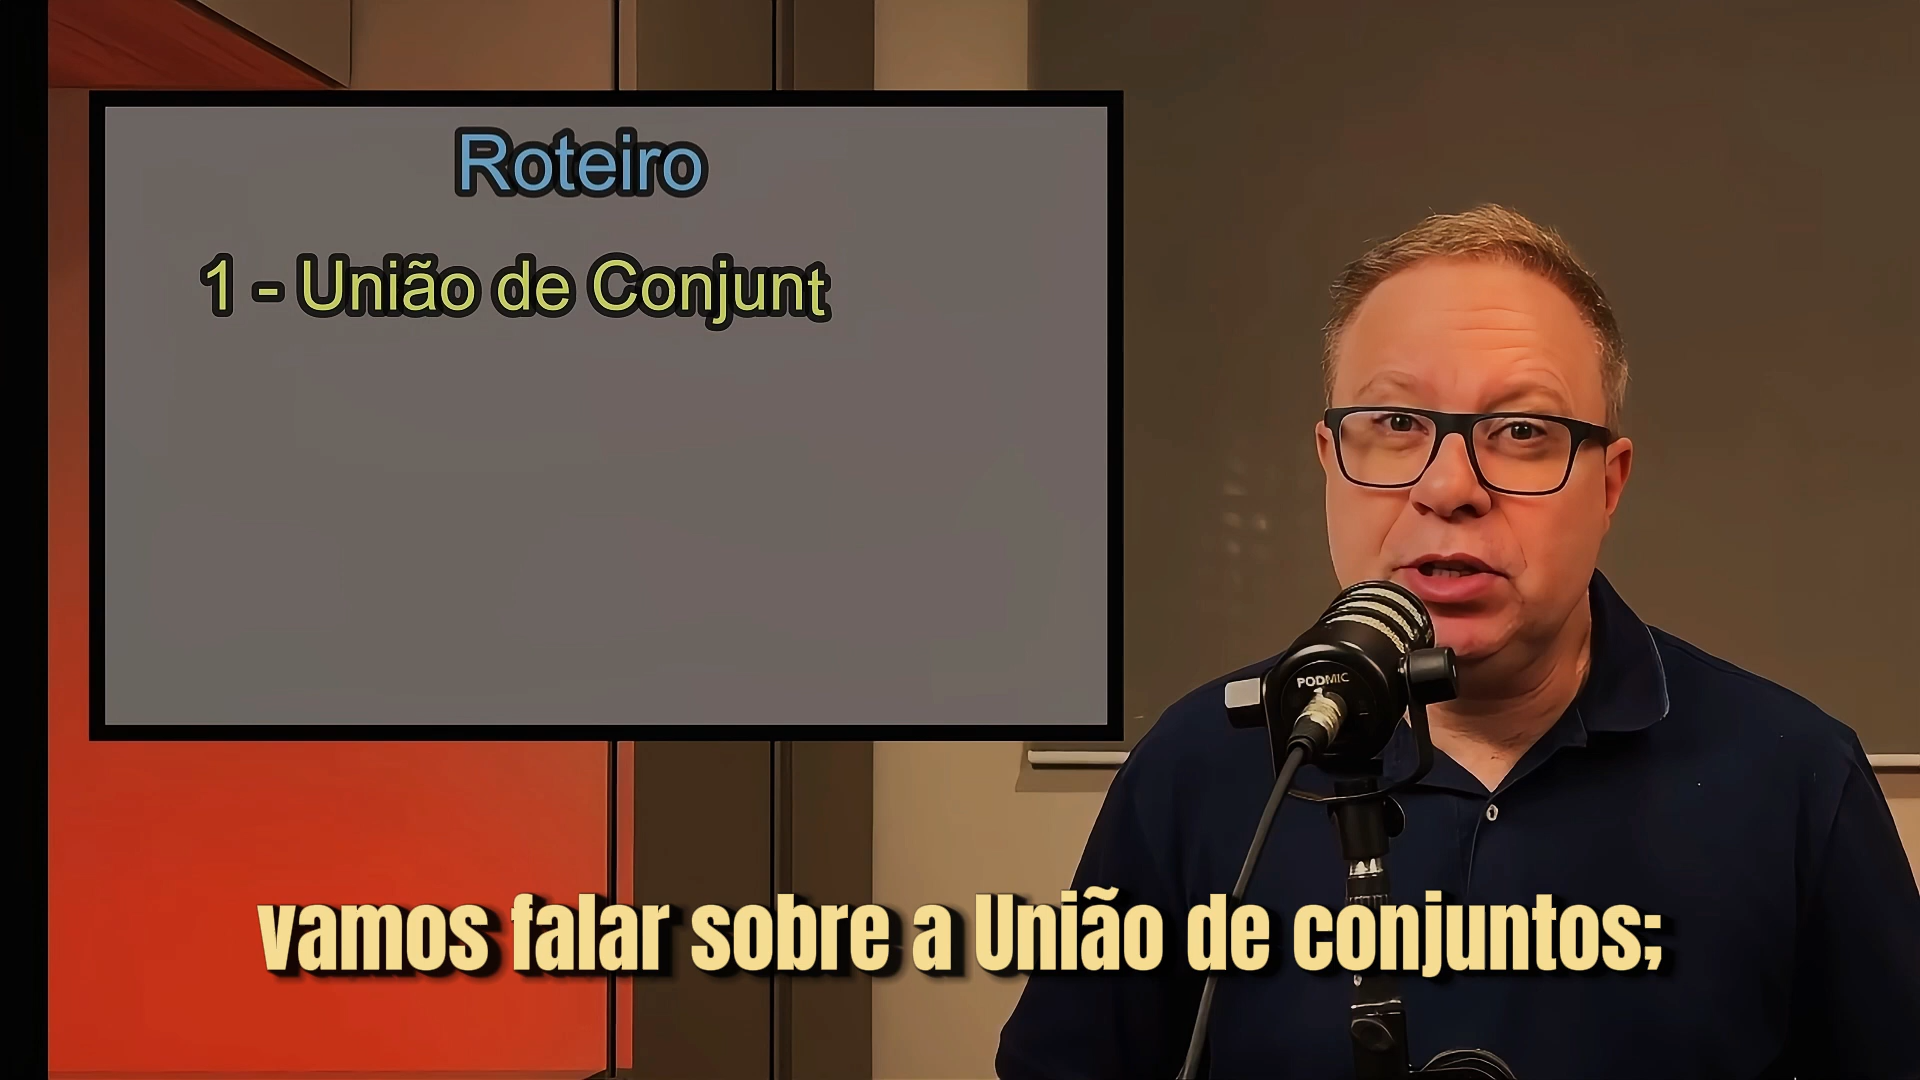 Roteiro
1 - União de Conjunt
PODMIC
vamos falar sobre a União de conjuntos;